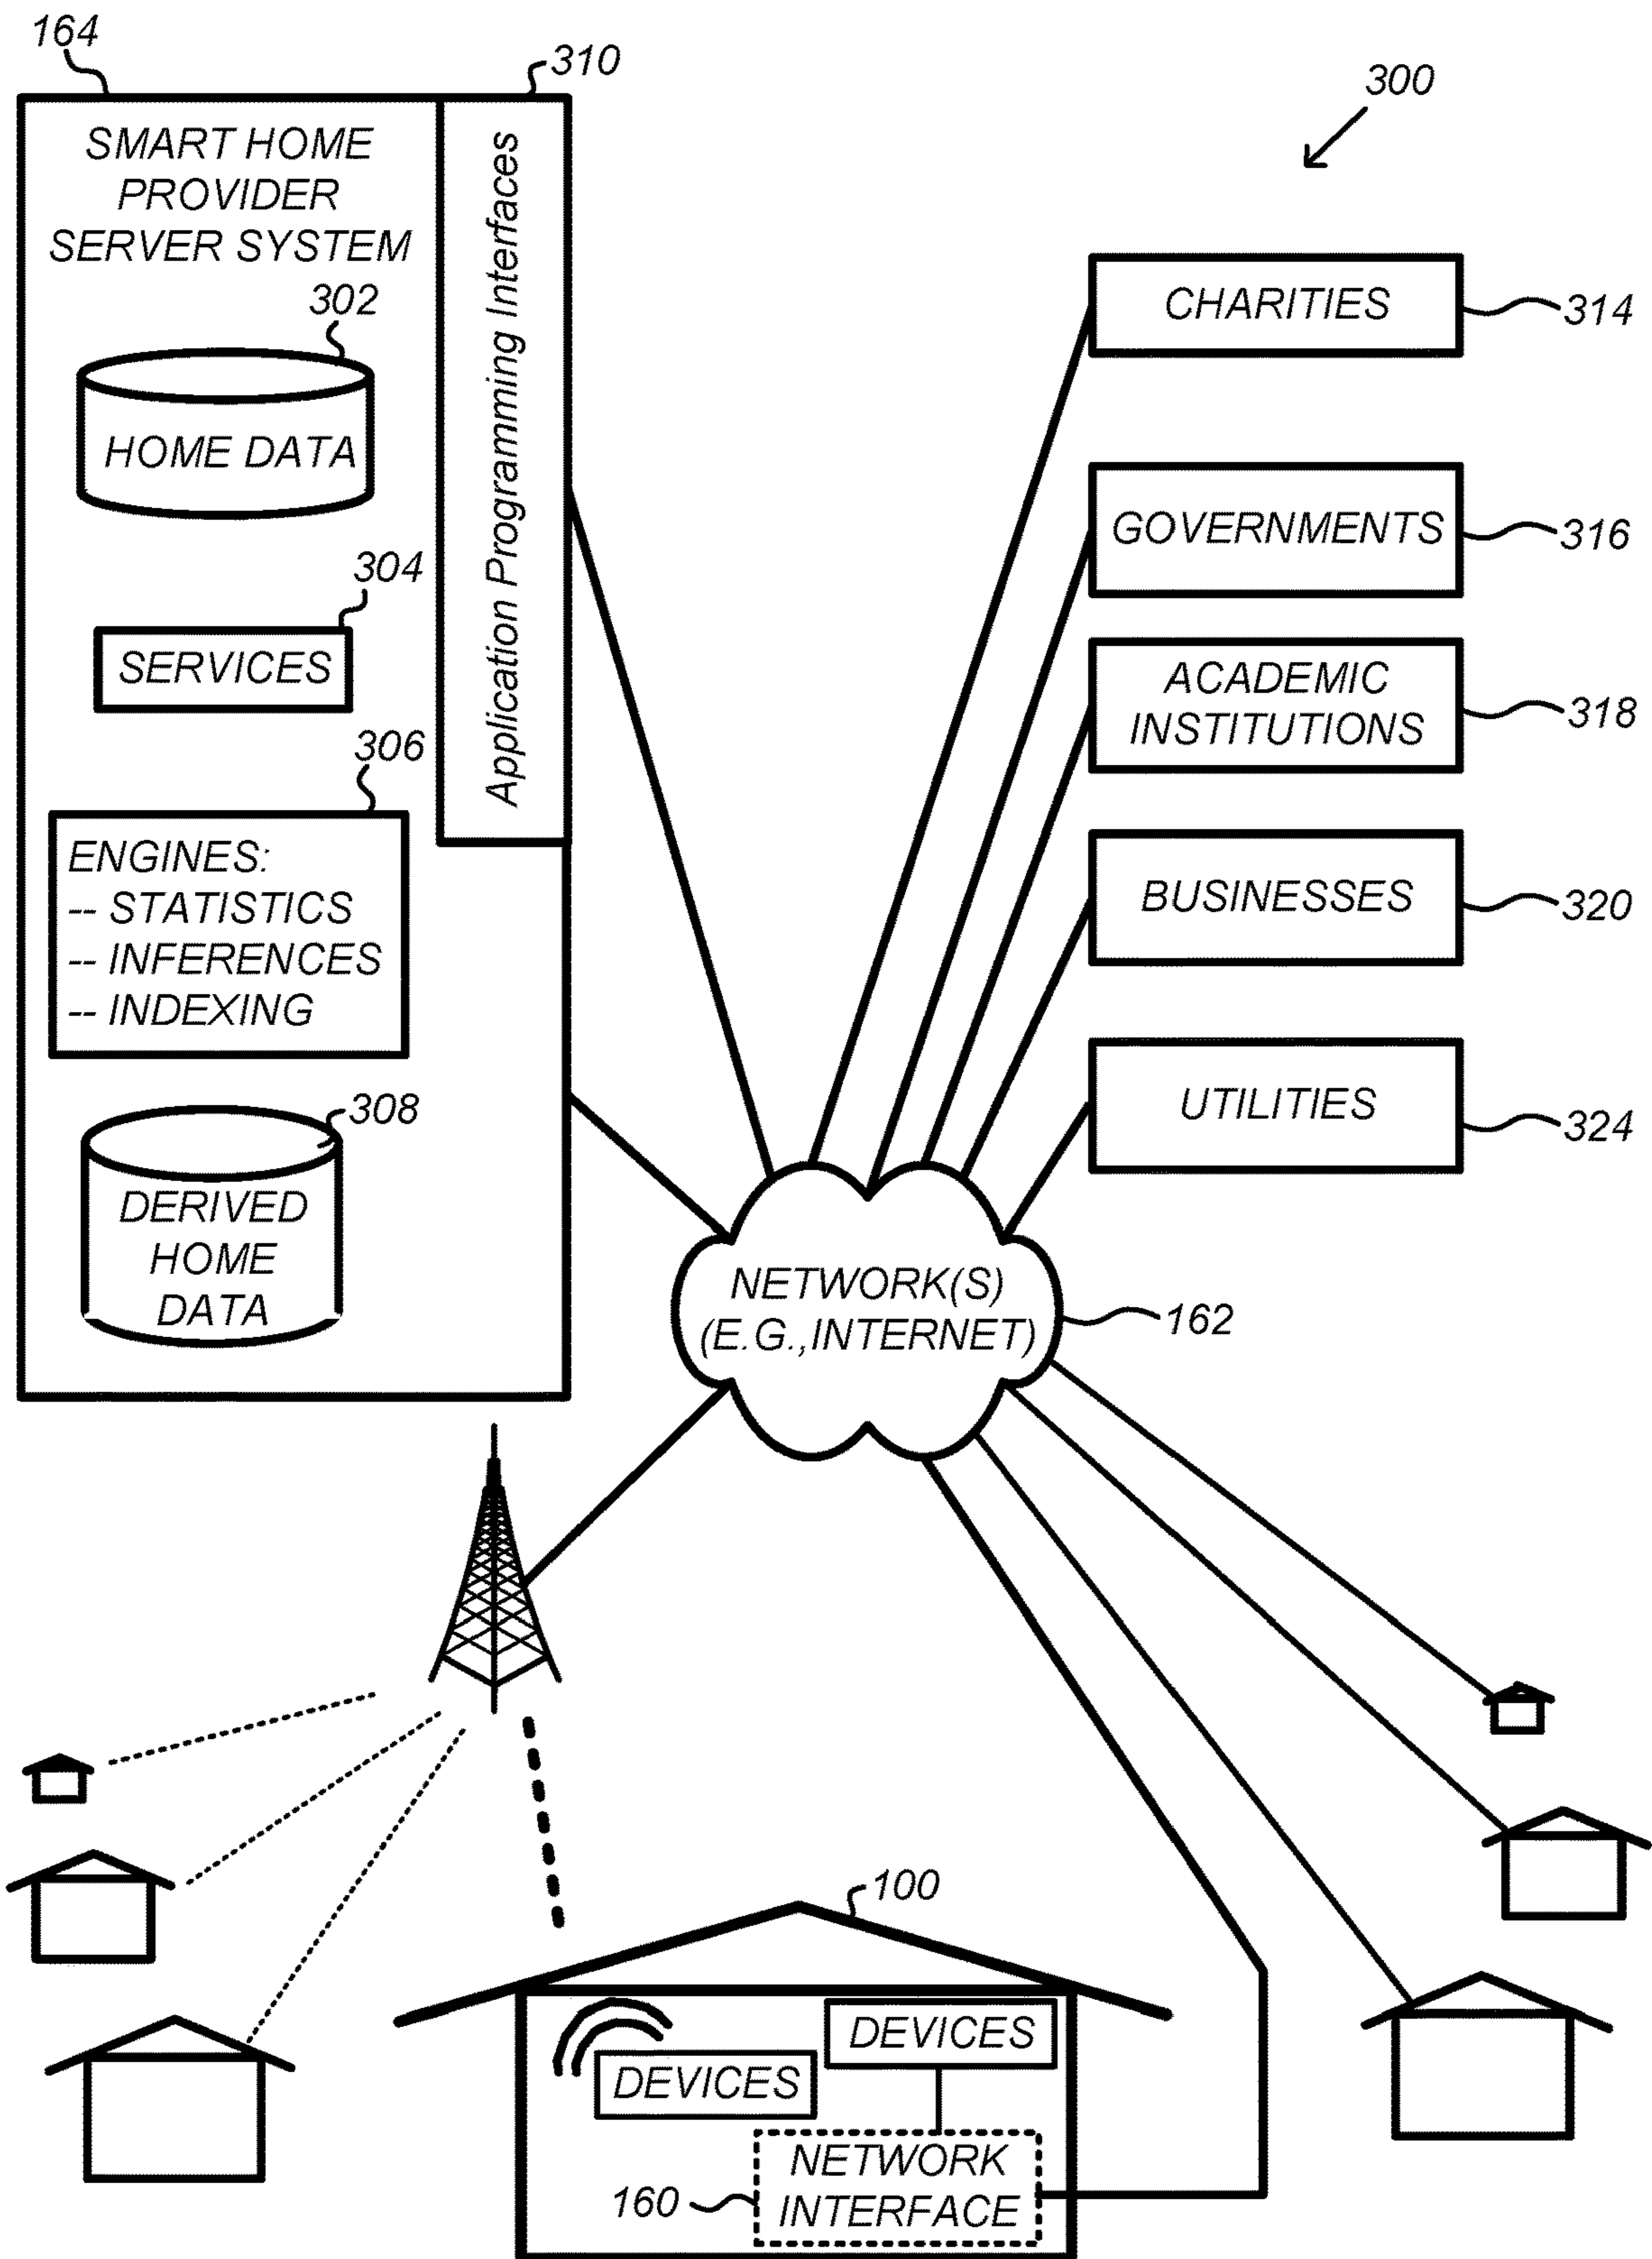 164
310
300
SMART HOME
PROVIDER
SERVER SYSTEM
Application Programming Interfaces
302
HOME DATA
304
SERVICES
306
ENGINES:
-- STATISTICS
-- INFERENCES
-- INDEXING
308
DERIVED
HOME
DATA
CHARITIES
314
GOVERNMENTS
316
ACADEMIC
INSTITUTIONS
318
BUSINESSES
320
UTILITIES
324
NETWORK(S)
(E.G.,INTERNET)
162
100
DEVICES
DEVICES
NETWORK
INTERFACE
160